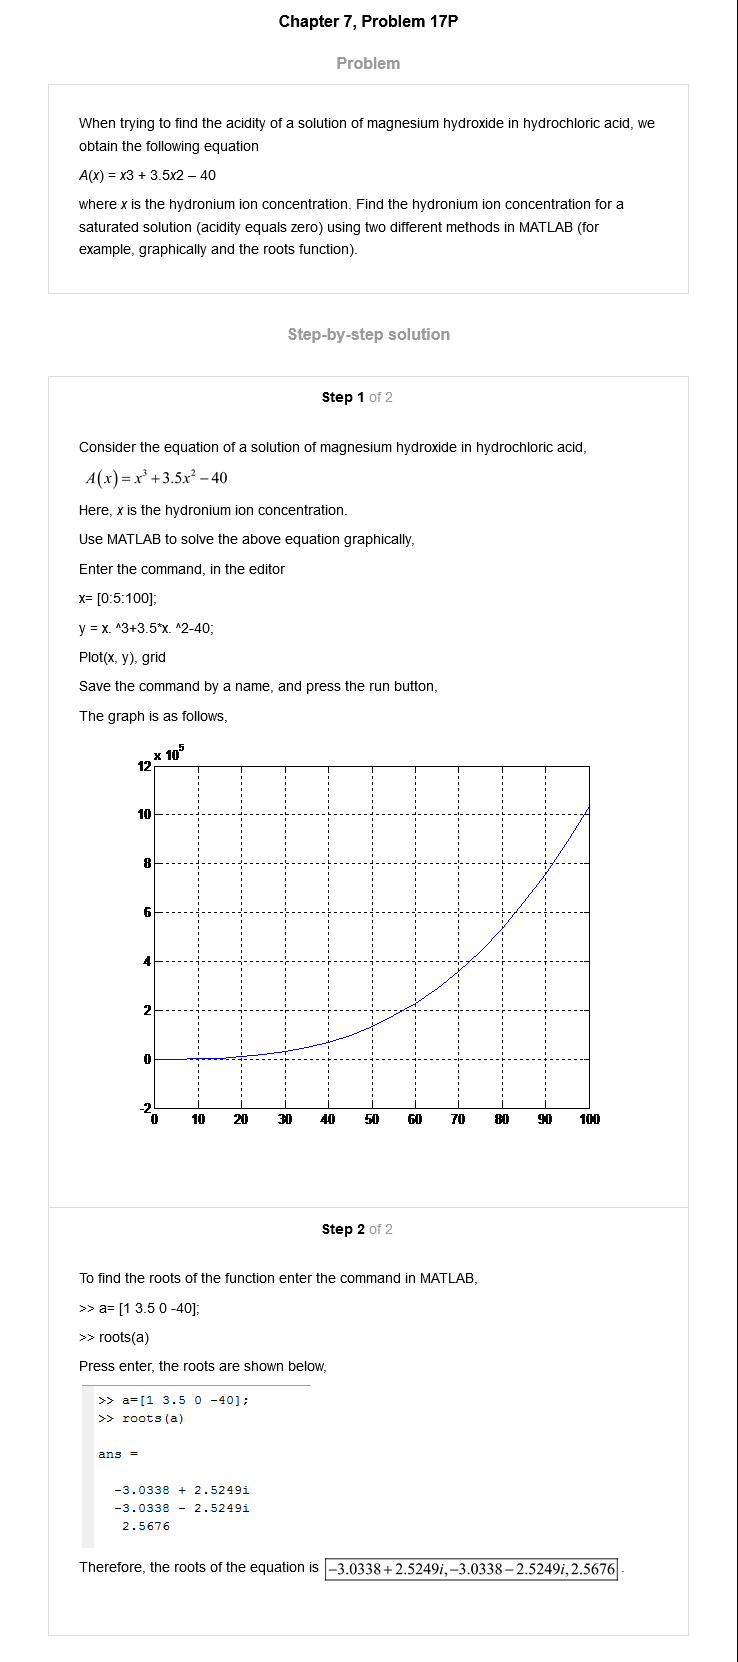 Chapter 7, Problem 17P
Problem
When trying to find the acidity of a solution of magnesium hydroxide in hydrochloric acid, we
obtain the following equation
A(x) = x3 + 3.5x2 – 40
where x is the hydronium ion concentration. Find the hydronium ion concentration for a
saturated solution (acidity equals zero) using two different methods in MATLAB (for
example, graphically and the roots function).
Step-by-step solution
Step 1 of 2
Consider the equation of a solution of magnesium hydroxide in hydrochloric acid,
A(x) = x³ + 3.5x² – 40
Here, x is the hydronium ion concentration.
Use MATLAB to solve the above equation graphically,
Enter the command, in the editor
x= [0:5:100];
y = x. ^3+3.5*x. ^2-40;
Plot(x, y), grid
Save the command by a name, and press the run button,
The graph is as follows,
x 10⁵
12
10
8
6
4
2
0
-2
0 10 20 30 40 50 60 70 80 90 100
Step 2 of 2
To find the roots of the function enter the command in MATLAB,
>> a= [1 3.5 0 -40];
>> roots(a)
Press enter, the roots are shown below,
>> a=[1 3.5 0 -40];
>> roots(a)
ans =
-3.0338 + 2.5249i
-3.0338 - 2.5249i
2.5676
Therefore, the roots of the equation is –3.0338 + 2.5249i, –3.0338 – 2.5249i, 2.5676 .